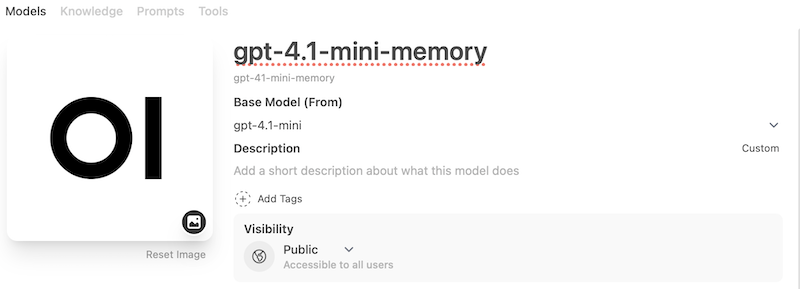 Models Knowledge Prompts Tools
OI
gpt-4.1-mini-memory
gpt-41-mini-memory
Base Model (From)
gpt-4.1-mini
Description Custom
Add a short description about what this model does
Add Tags
Visibility
Public
Accessible to all users
Reset Image